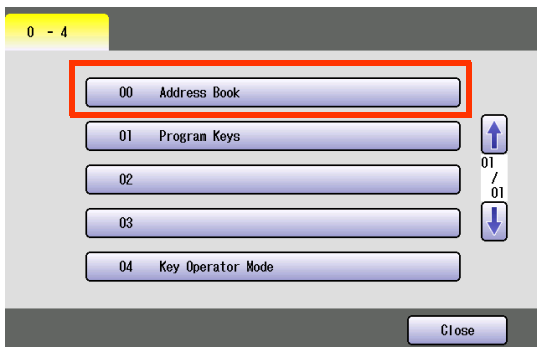 0 - 4
00 Address Book
01 Program Keys
02
03
04 Key Operator Mode
01
/
01
Close